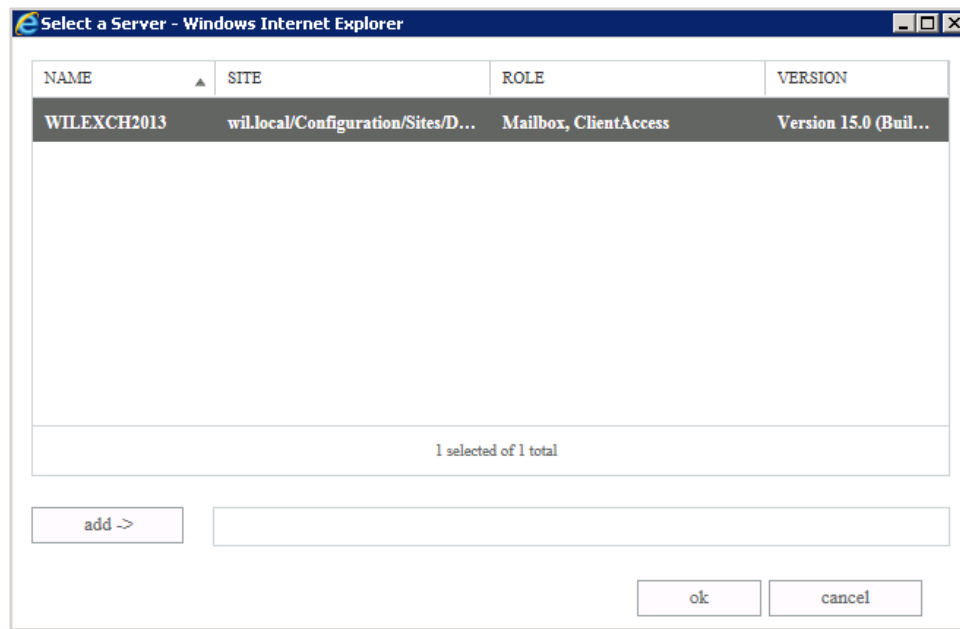 Select a Server - Windows Internet Explorer
NAME SITE ROLE VERSION
WILEXCH2013 wil.local/Configuration/Sites/D... Mailbox, ClientAccess Version 15.0 (Buil...
1 selected of 1 total
add ->
ok cancel